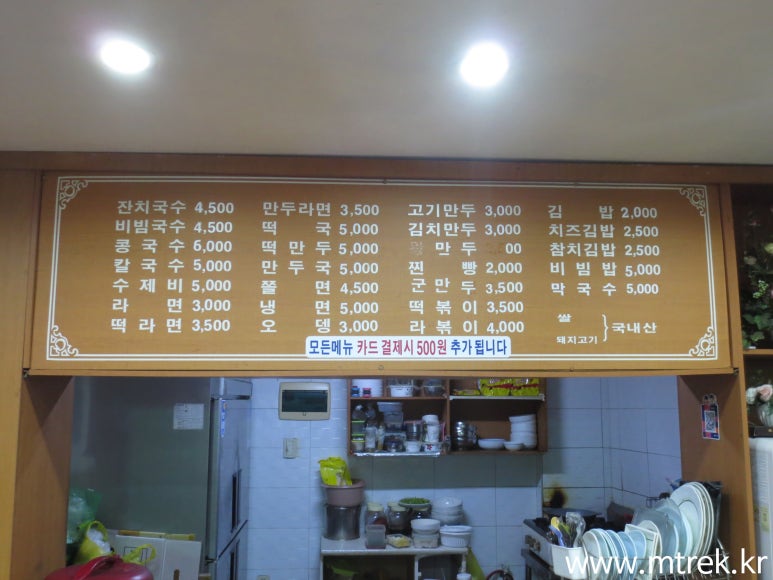 잔치국수 4,500
비빔국수 4,500
콩국수 6,000
칼국수 5,000
수제비 5,000
라면 3,000
떡라면 3,500
만두라면 3,500
떡국 5,000
떡만두 5,000
만두국 5,000
쫄면 4,500
냉면 5,000
오뎅 3,000
고기만두 3,000
김치만두 3,000
만두
찐빵 2,000
군만두 3,500
떡볶이 3,500
라볶이 4,000
김밥 2,000
치즈김밥 2,500
참치김밥 2,500
비빔밥 5,000
막국수 5,000
쌀
돼지고기 } 국내산
모든메뉴 카드 결제시 500원 추가 됩니다
www.mtrek.kr